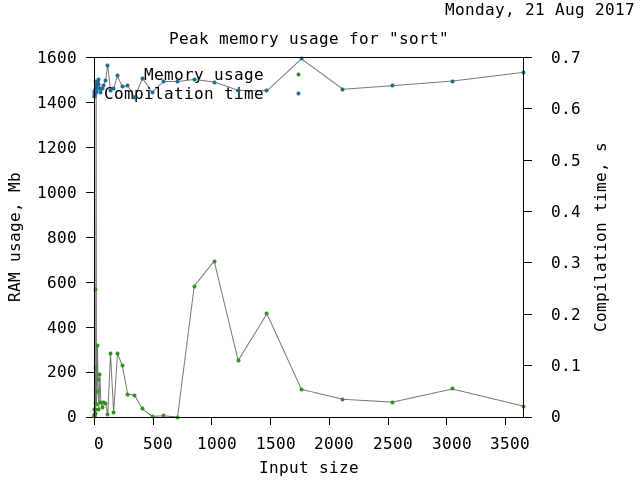 Monday, 21 Aug 2017
Peak memory usage for "sort"
1600
1400
1200
1000
800
600
400
200
0
RAM usage, Mb
Memory usage
Compilation time
0.7
0.6
0.5
0.4
0.3
0.2
0.1
0
Compilation time, s
0 500 1000 1500 2000 2500 3000 3500
Input size